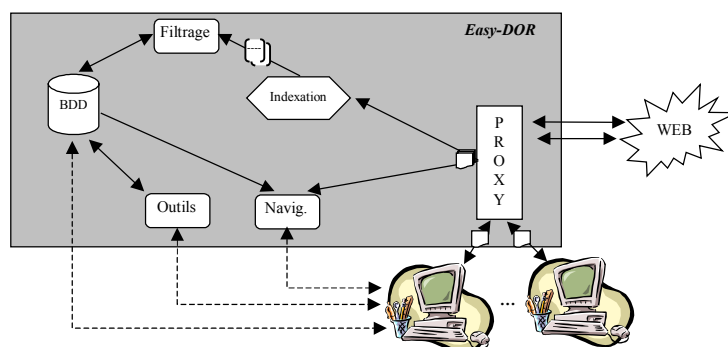 Filtrage
Easy-DOR
BDD
Indexation
P
R
O
X
Y
WEB
Outils
Navig.
...